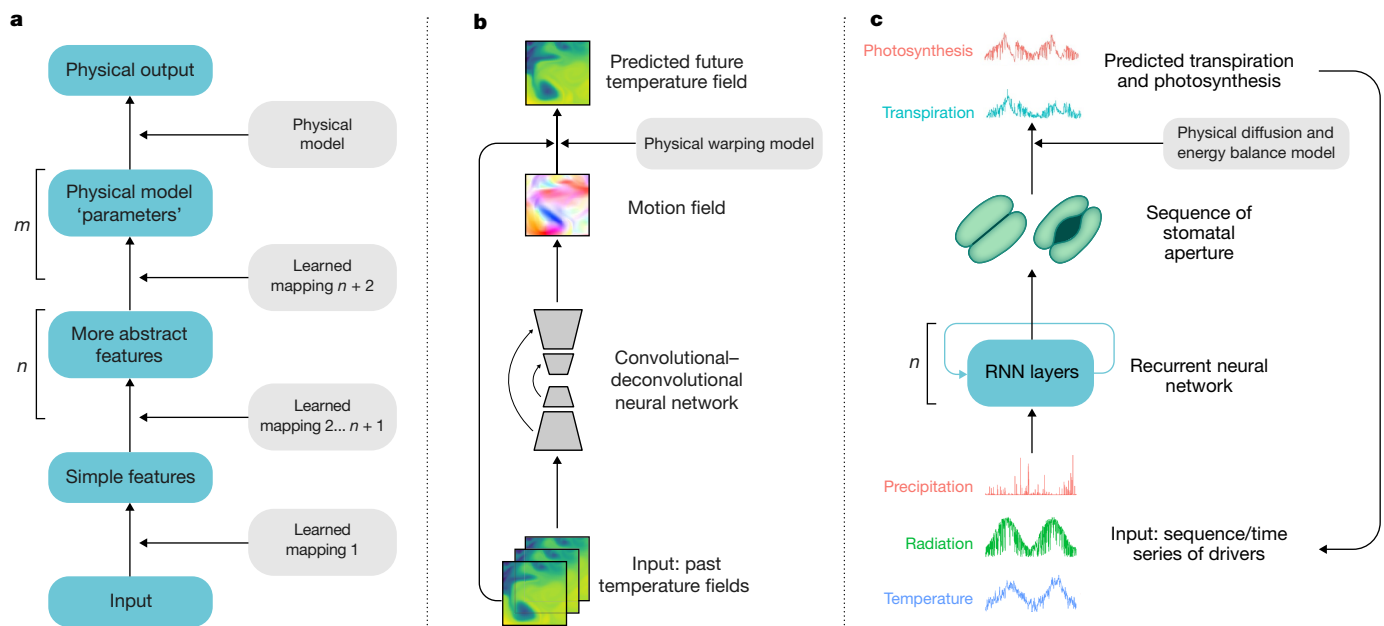 a
Physical output
Physical
model
Physical model
‘parameters’
m
Learned
mapping n + 2
More abstract
features
n
Learned
mapping 2... n + 1
Simple features
Learned
mapping 1
Input
b
Predicted future
temperature field
Physical warping model
Motion field
Convolutional–
deconvolutional
neural network
Input: past
temperature fields
c
Photosynthesis
Predicted transpiration
and photosynthesis
Transpiration
Physical diffusion and
energy balance model
Sequence of
stomatal
aperture
n
RNN layers
Recurrent neural
network
Precipitation
Radiation
Input: sequence/time
series of drivers
Temperature